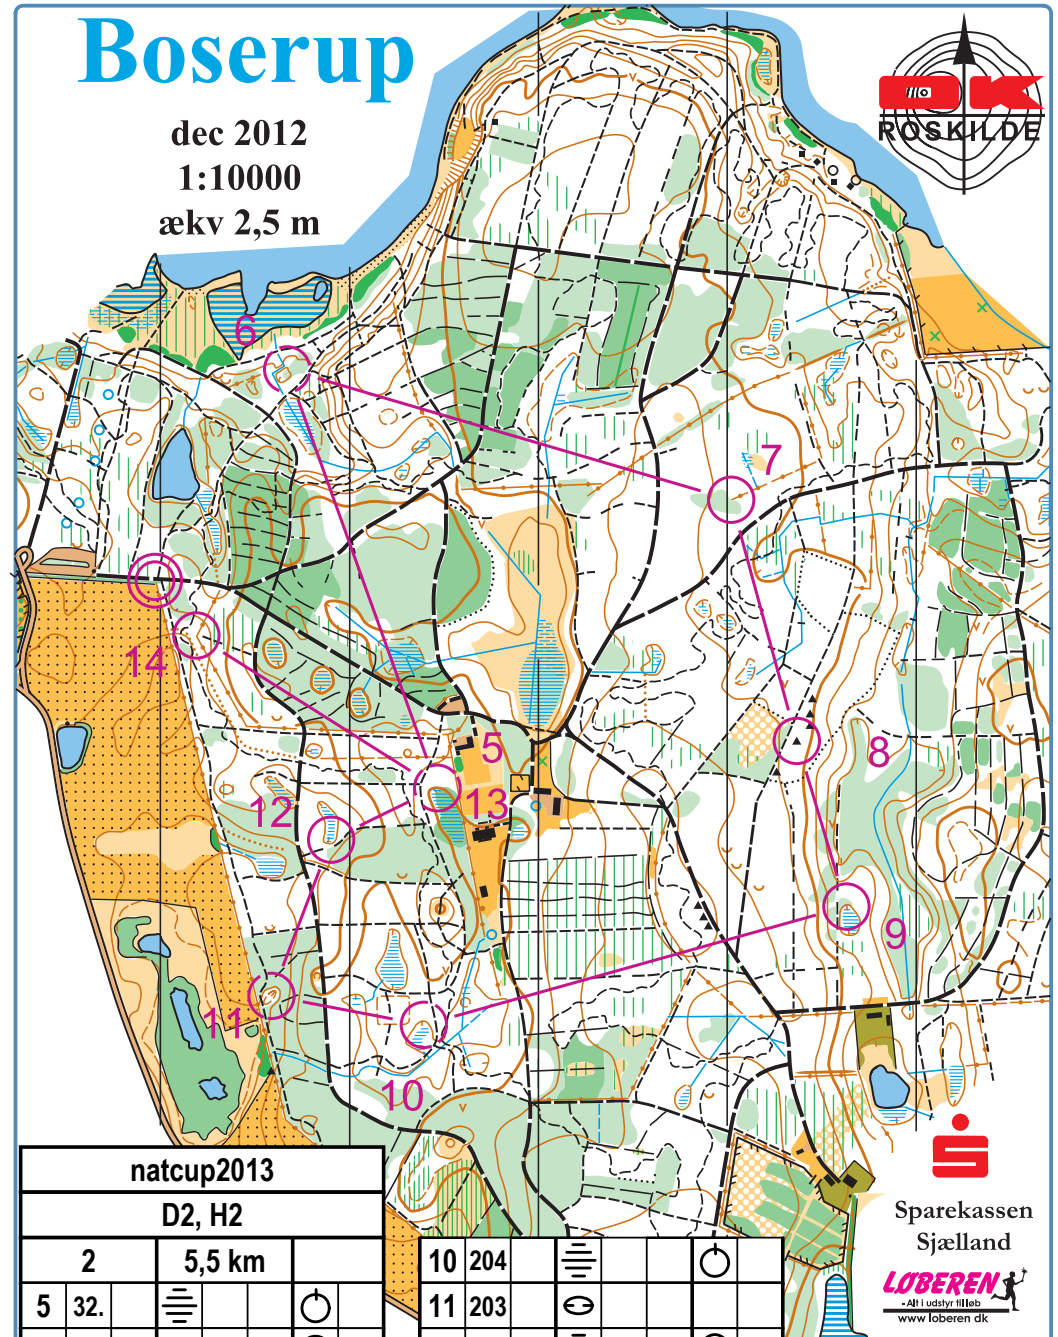 Boserup
dec 2012
1:10000
ækv 2,5 m
OK
ROSKILDE
6
7
14
5
8
12
13
9
11
10
natcup2013
D2, H2
2 5,5 km
5 32.
10 204
11 203
Sparekassen
Sjælland
LØBEREN
- Alt i udstyr til løb
www.loberen dk